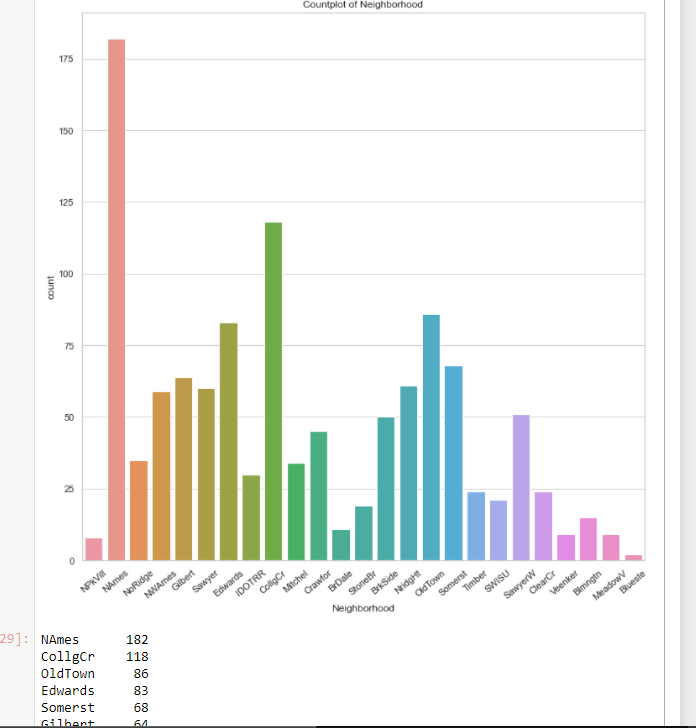 Countplot of Neighborhood
175
150
125
100
75
50
25
0
count
NPkVill NAmes NoRidge NWAmes Gilbert Sawyer Edwards IDOTRR CollgCr Mitchel Crawfor BrDale StoneBr BrkSide NridgHt OldTown Somerst Timber SWISU SawyerW ClearCr Veenker Blmngtn MeadowV Blueste
Neighborhood
29]: NAmes 182
CollgCr 118
OldTown 86
Edwards 83
Somerst 68
Gilbert 64